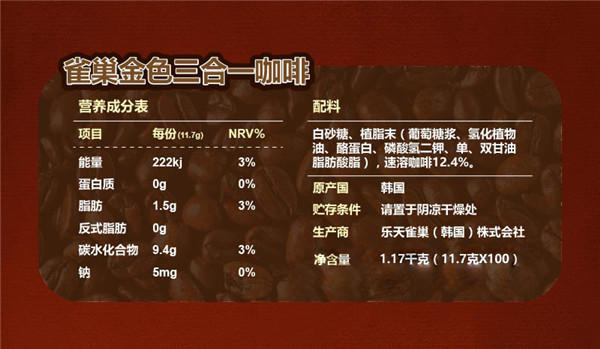 雀巢金色三合一咖啡
营养成分表
项目 每份(11.7g) NRV%
能量 222kj 3%
蛋白质 0g 0%
脂肪 1.5g 3%
反式脂肪 0g
碳水化合物 9.4g 3%
钠 5mg 0%
配料
白砂糖、植脂末（葡萄糖浆、氢化植物
油、酪蛋白、磷酸氢二钾、单、双甘油
脂肪酸脂），速溶咖啡12.4%。
原产国 韩国
贮存条件 请置于阴凉干燥处
生产商 乐天雀巢（韩国）株式会社
净含量 1.17千克（11.7克X100）